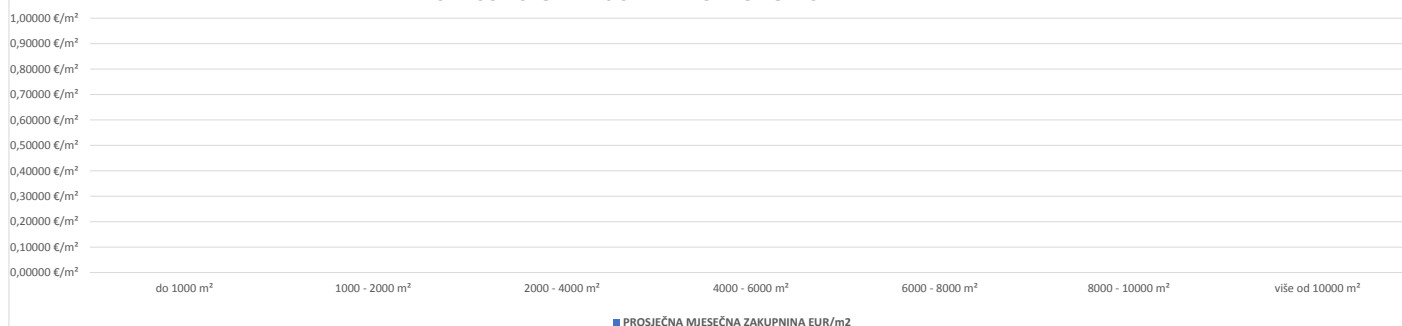 1,00000 €/m²
0,90000 €/m²
0,80000 €/m²
0,70000 €/m²
0,60000 €/m²
0,50000 €/m²
0,40000 €/m²
0,30000 €/m²
0,20000 €/m²
0,10000 €/m²
0,00000 €/m²
do 1000 m² 1000 - 2000 m² 2000 - 4000 m² 4000 - 6000 m² 6000 - 8000 m² 8000 - 10000 m² više od 10000 m²
PROSJEČNA MJESEČNA ZAKUPNINA EUR/m2